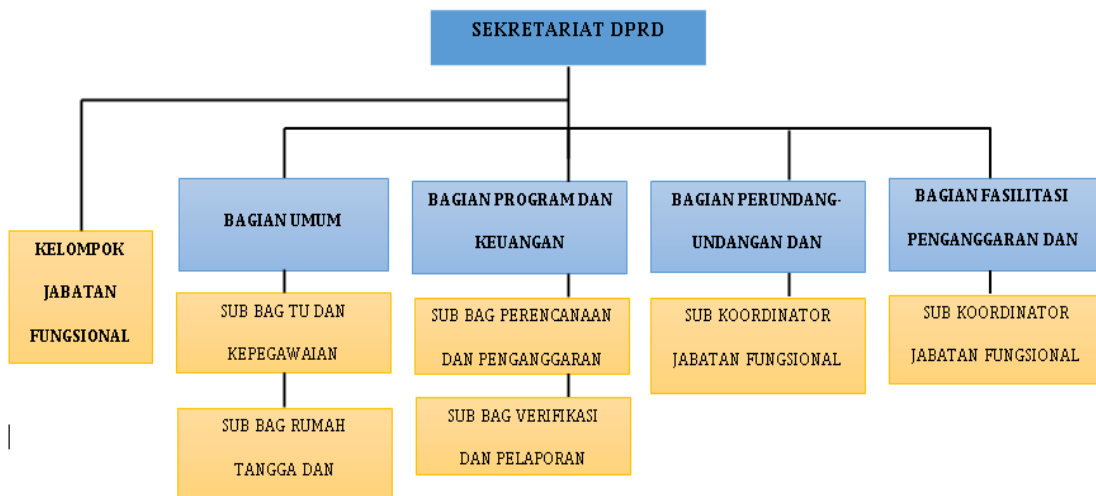 SEKRETARIAT DPRD
KELOMPOK
JABATAN
FUNGSIONAL
BAGIAN UMUM
SUB BAG TU DAN
KEPEGAWAIAN
SUB BAG RUMAH
TANGGA DAN
BAGIAN PROGRAM DAN
KEUANGAN
SUB BAG PERENCANAAN
DAN PENGANGGARAN
SUB BAG VERIFIKASI
DAN PELAPORAN
BAGIAN PERUNDANG-
UNDANGAN DAN
SUB KOORDINATOR
JABATAN FUNGSIONAL
BAGIAN FASILITASI
PENGANGGARAN DAN
SUB KOORDINATOR
JABATAN FUNGSIONAL